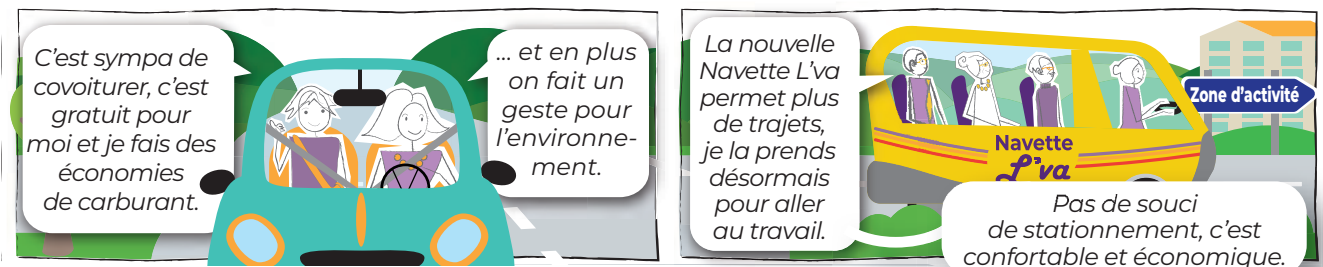 C'est sympa de
covoiturer, c'est
gratuit pour
moi et je fais des
économies
de carburant.
... et en plus
on fait un
geste pour
l'environne-
ment.
La nouvelle
Navette L'va
permet plus
de trajets,
je la prends
désormais
pour aller
au travail.
Zone d'activité
Navette
L'va
Pas de souci
de stationnement, c'est
confortable et économique.